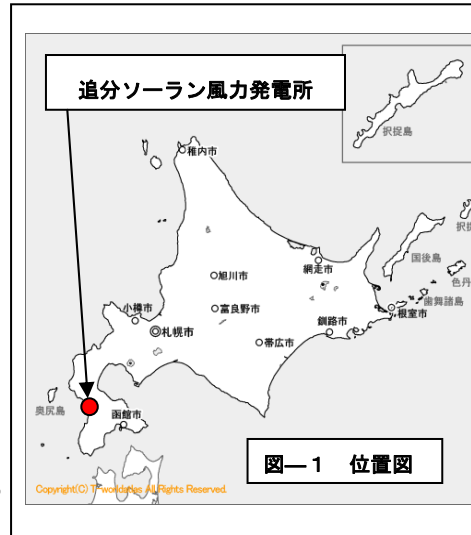 追分ソーラン風力発電所
択捉島
稚内市
択捉
国後島
網走市
色丹
旭川市
歯舞諸島
小樽市
富良野市
根室市
札幌市
釧路市
帯広市
奥尻島
函館市
図―1 位置図
Copyright(C) T-worldatlas All Rights Reserved.